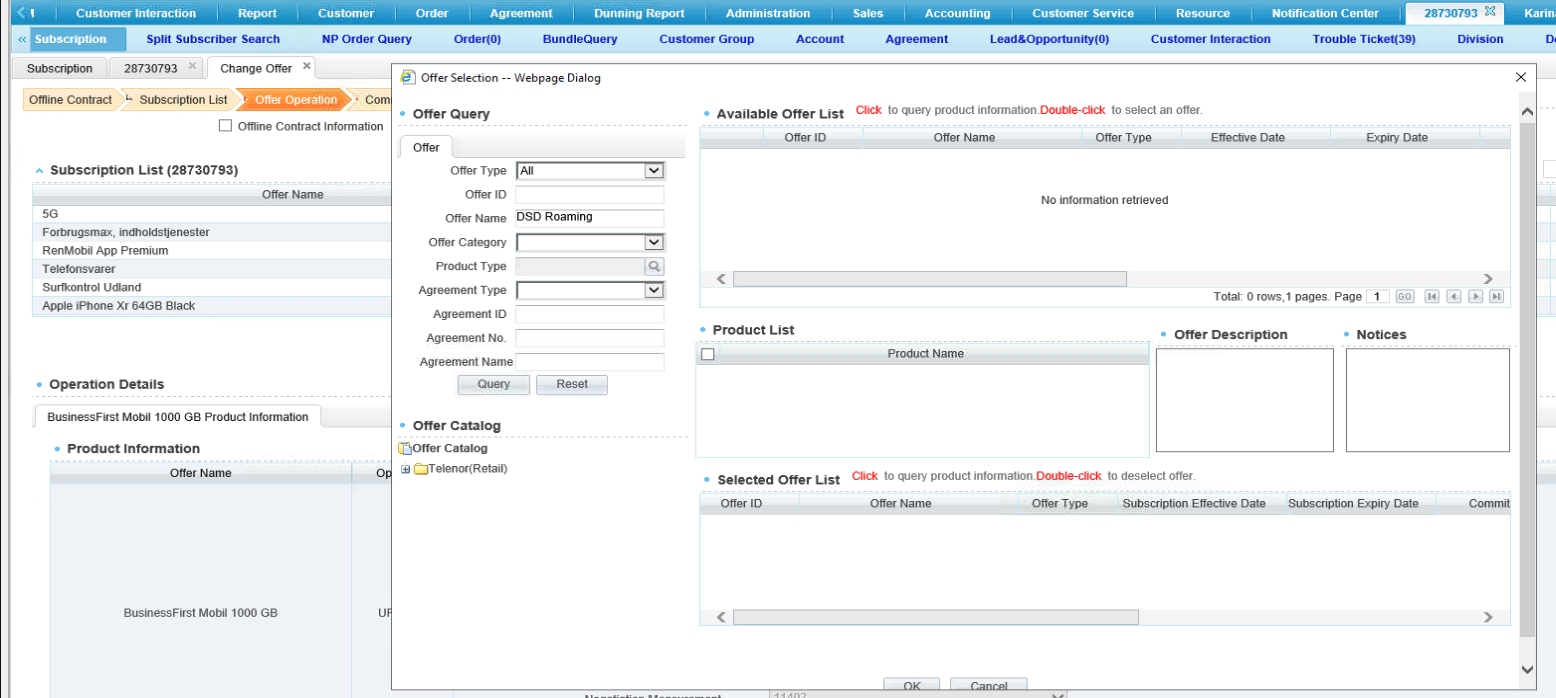 Customer Interaction Report Customer Order Agreement Dunning Report Administration Sales Accounting Customer Service Resource Notification Center 28730793 Karin
« Subscription Split Subscriber Search NP Order Query Order(0) BundleQuery Customer Group Account Agreement Lead&Opportunity(0) Customer Interaction Trouble Ticket(39) Division D
Subscription 28730793 Change Offer
Offline Contract Subscription List Offer Operation Com
Offline Contract Information
Subscription List (28730793)
Offer Name
5G
Forbrugsmax, indholdstjenester
RenMobil App Premium
Telefonsvarer
Surfkontrol Udland
Apple iPhone Xr 64GB Black
Operation Details
BusinessFirst Mobil 1000 GB Product Information
Product Information
Offer Name Op
BusinessFirst Mobil 1000 GB UF
Offer Selection -- Webpage Dialog
Offer Query
Offer
Offer Type All
Offer ID
Offer Name DSD Roaming
Offer Category
Product Type
Agreement Type
Agreement ID
Agreement No.
Agreement Name
Query Reset
Offer Catalog
Offer Catalog
Telenor(Retail)
Available Offer List Click to query product information.Double-click to select an offer.
Offer ID Offer Name Offer Type Effective Date Expiry Date
No information retrieved
Total: 0 rows,1 pages. Page 1 GO
Product List
Product Name
Offer Description
Notices
Selected Offer List Click to query product information.Double-click to deselect offer.
Offer ID Offer Name Offer Type Subscription Effective Date Subscription Expiry Date Commit
OK Cancel
Negotiation Measurement 11492